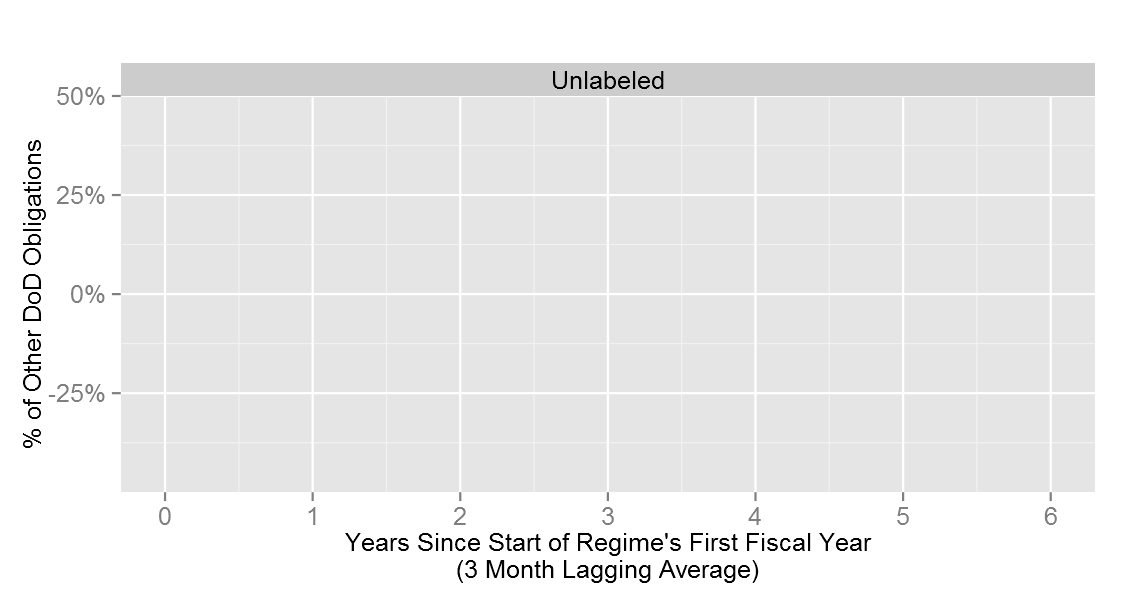 Unlabeled
50%
25%
0%
-25%
% of Other DoD Obligations
0 1 2 3 4 5 6
Years Since Start of Regime's First Fiscal Year
(3 Month Lagging Average)